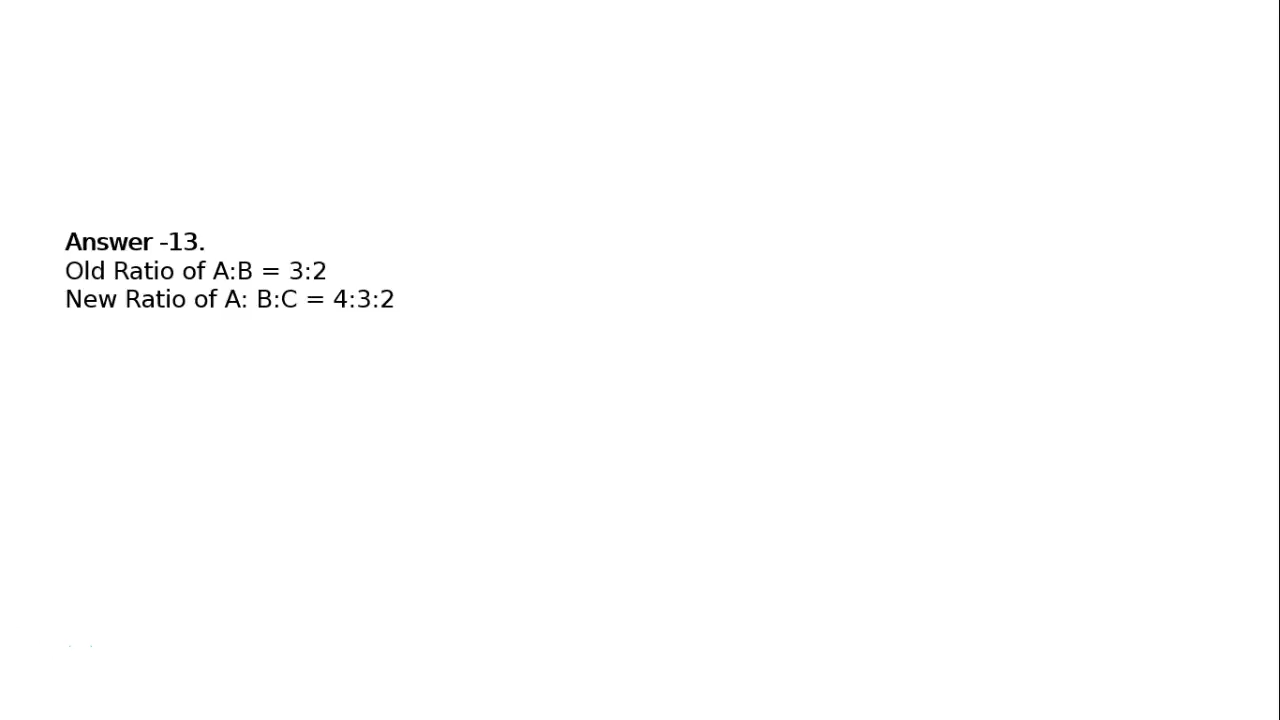 Answer -13.
Old Ratio of A:B = 3:2
New Ratio of A: B:C = 4:3:2